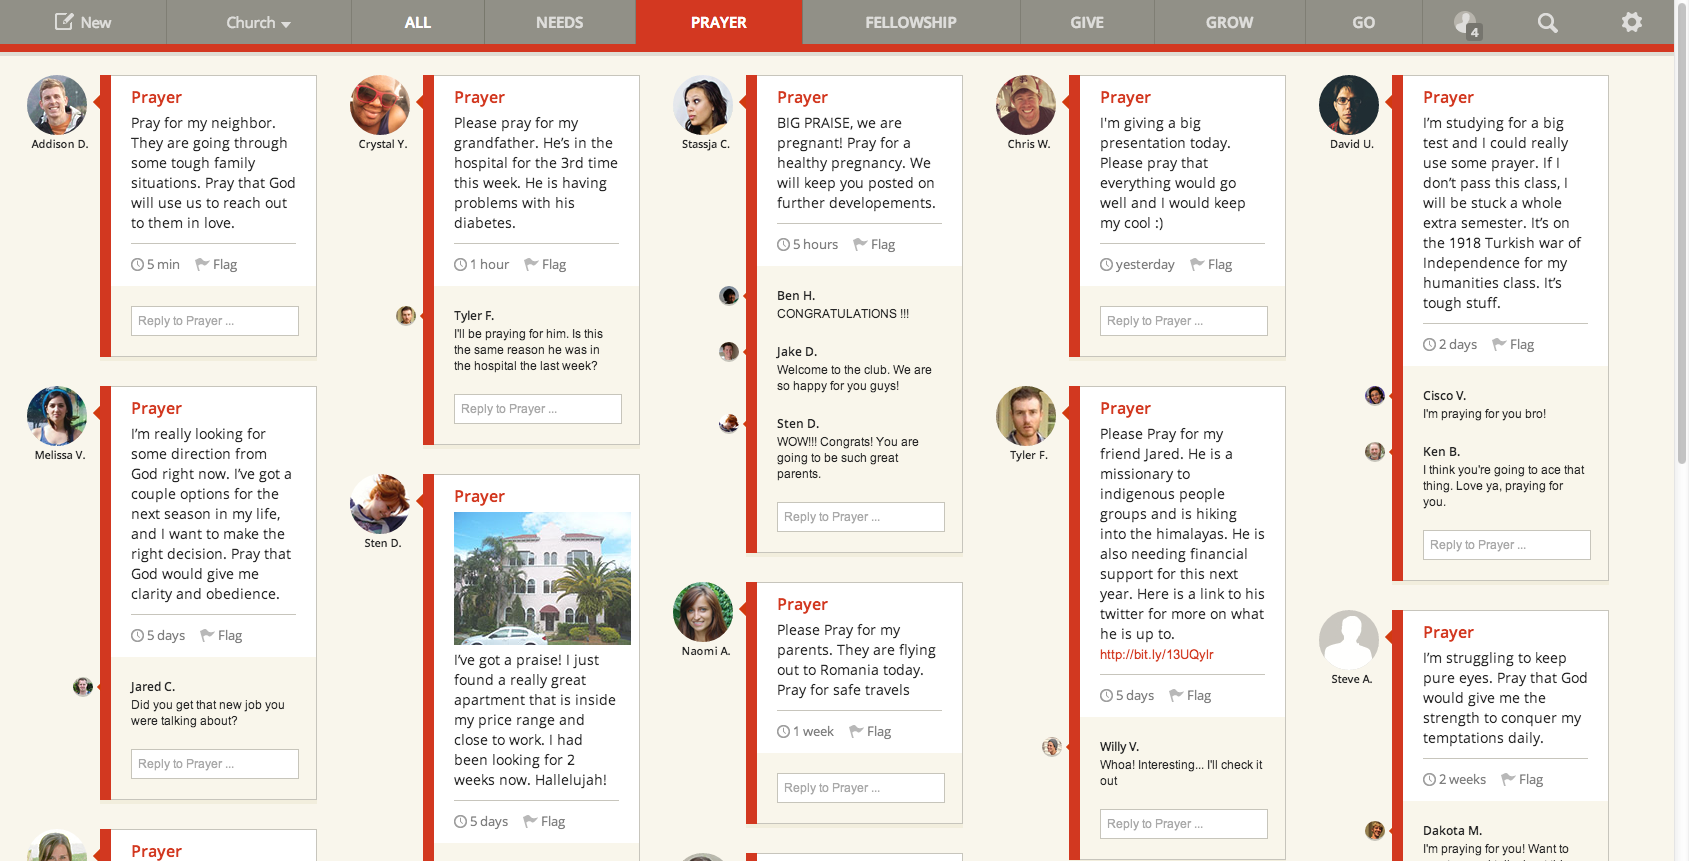 New
Church
ALL
NEEDS
PRAYER
FELLOWSHIP
GIVE
GROW
GO
4
Addison D.
Prayer
Pray for my neighbor.
They are going through
some tough family
situations. Pray that God
will use us to reach out
to them in love.
5 min
Flag
Reply to Prayer ...
Melissa V.
Prayer
I'm really looking for
some direction from
God right now. I've got a
couple options for the
next season in my life,
and I want to make the
right decision. Pray that
God would give me
clarity and obedience.
5 days
Flag
Jared C.
Did you get that new job you
were talking about?
Reply to Prayer ...
Prayer
Crystal Y.
Prayer
Please pray for my
grandfather. He's in the
hospital for the 3rd time
this week. He is having
problems with his
diabetes.
1 hour
Flag
Tyler F.
I'll be praying for him. Is this
the same reason he was in
the hospital the last week?
Reply to Prayer ...
Sten D.
Prayer
I've got a praise! I just
found a really great
apartment that is inside
my price range and
close to work. I had
been looking for 2
weeks now. Hallelujah!
5 days
Flag
Stassja C.
Prayer
BIG PRAISE, we are
pregnant! Pray for a
healthy pregnancy. We
will keep you posted on
further developements.
5 hours
Flag
Ben H.
CONGRATULATIONS !!!
Jake D.
Welcome to the club. We are
so happy for you guys!
Sten D.
WOW!!! Congrats! You are
going to be such great
parents.
Reply to Prayer ...
Naomi A.
Prayer
Please Pray for my
parents. They are flying
out to Romania today.
Pray for safe travels
1 week
Flag
Reply to Prayer ...
Chris W.
Prayer
I'm giving a big
presentation today.
Please pray that
everything would go
well and I would keep
my cool :)
yesterday
Flag
Reply to Prayer ...
Tyler F.
Prayer
Please Pray for my
friend Jared. He is a
missionary to
indigenous people
groups and is hiking
into the himalayas. He is
also needing financial
support for this next
year. Here is a link to his
twitter for more on what
he is up to.
http://bit.ly/13UQylr
5 days
Flag
Willy V.
Whoa! Interesting... I'll check it
out
Reply to Prayer ...
David U.
Prayer
I'm studying for a big
test and I could really
use some prayer. If I
don't pass this class, I
will be stuck a whole
extra semester. It's on
the 1918 Turkish war of
Independence for my
humanities class. It's
tough stuff.
2 days
Flag
Cisco V.
I'm praying for you bro!
Ken B.
I think you're going to ace that
thing. Love ya, praying for
you.
Reply to Prayer ...
Steve A.
Prayer
I'm struggling to keep
pure eyes. Pray that God
would give me the
strength to conquer my
temptations daily.
2 weeks
Flag
Dakota M.
I'm praying for you! Want to